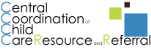 Central
Coordination of
Child
Care Resource and Referral